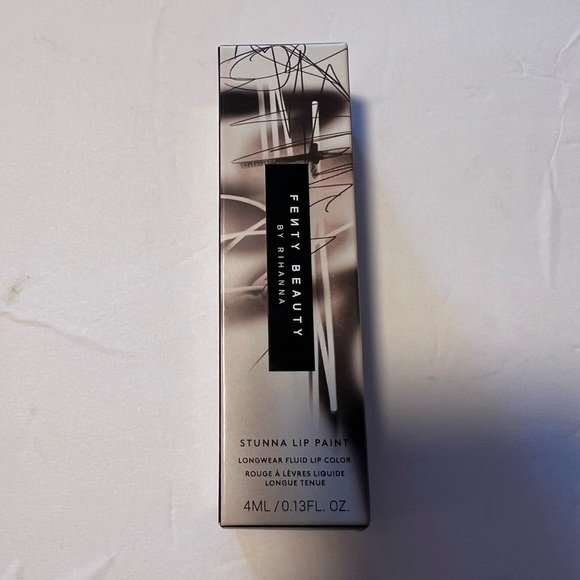 FEИTY BEAUTY
BY RIHANNA
STUNNA LIP PAINT
LONGWEAR FLUID LIP COLOR
ROUGE À LÈVRES LIQUIDE
LONGUE TENUE
4ML / 0.13FL. OZ.